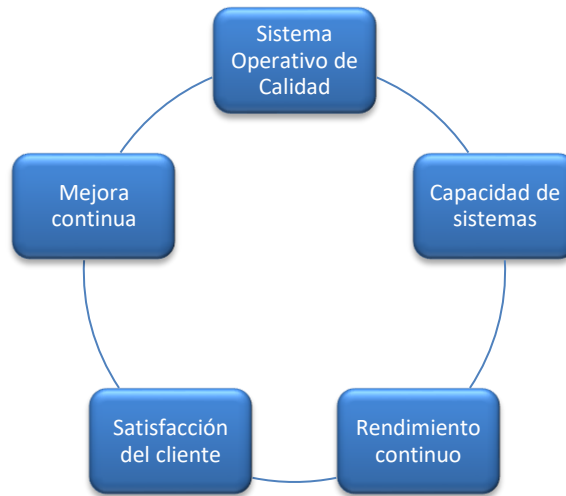 Sistema
Operativo de
Calidad
Capacidad de
sistemas
Rendimiento
continuo
Satisfacción
del cliente
Mejora
continua